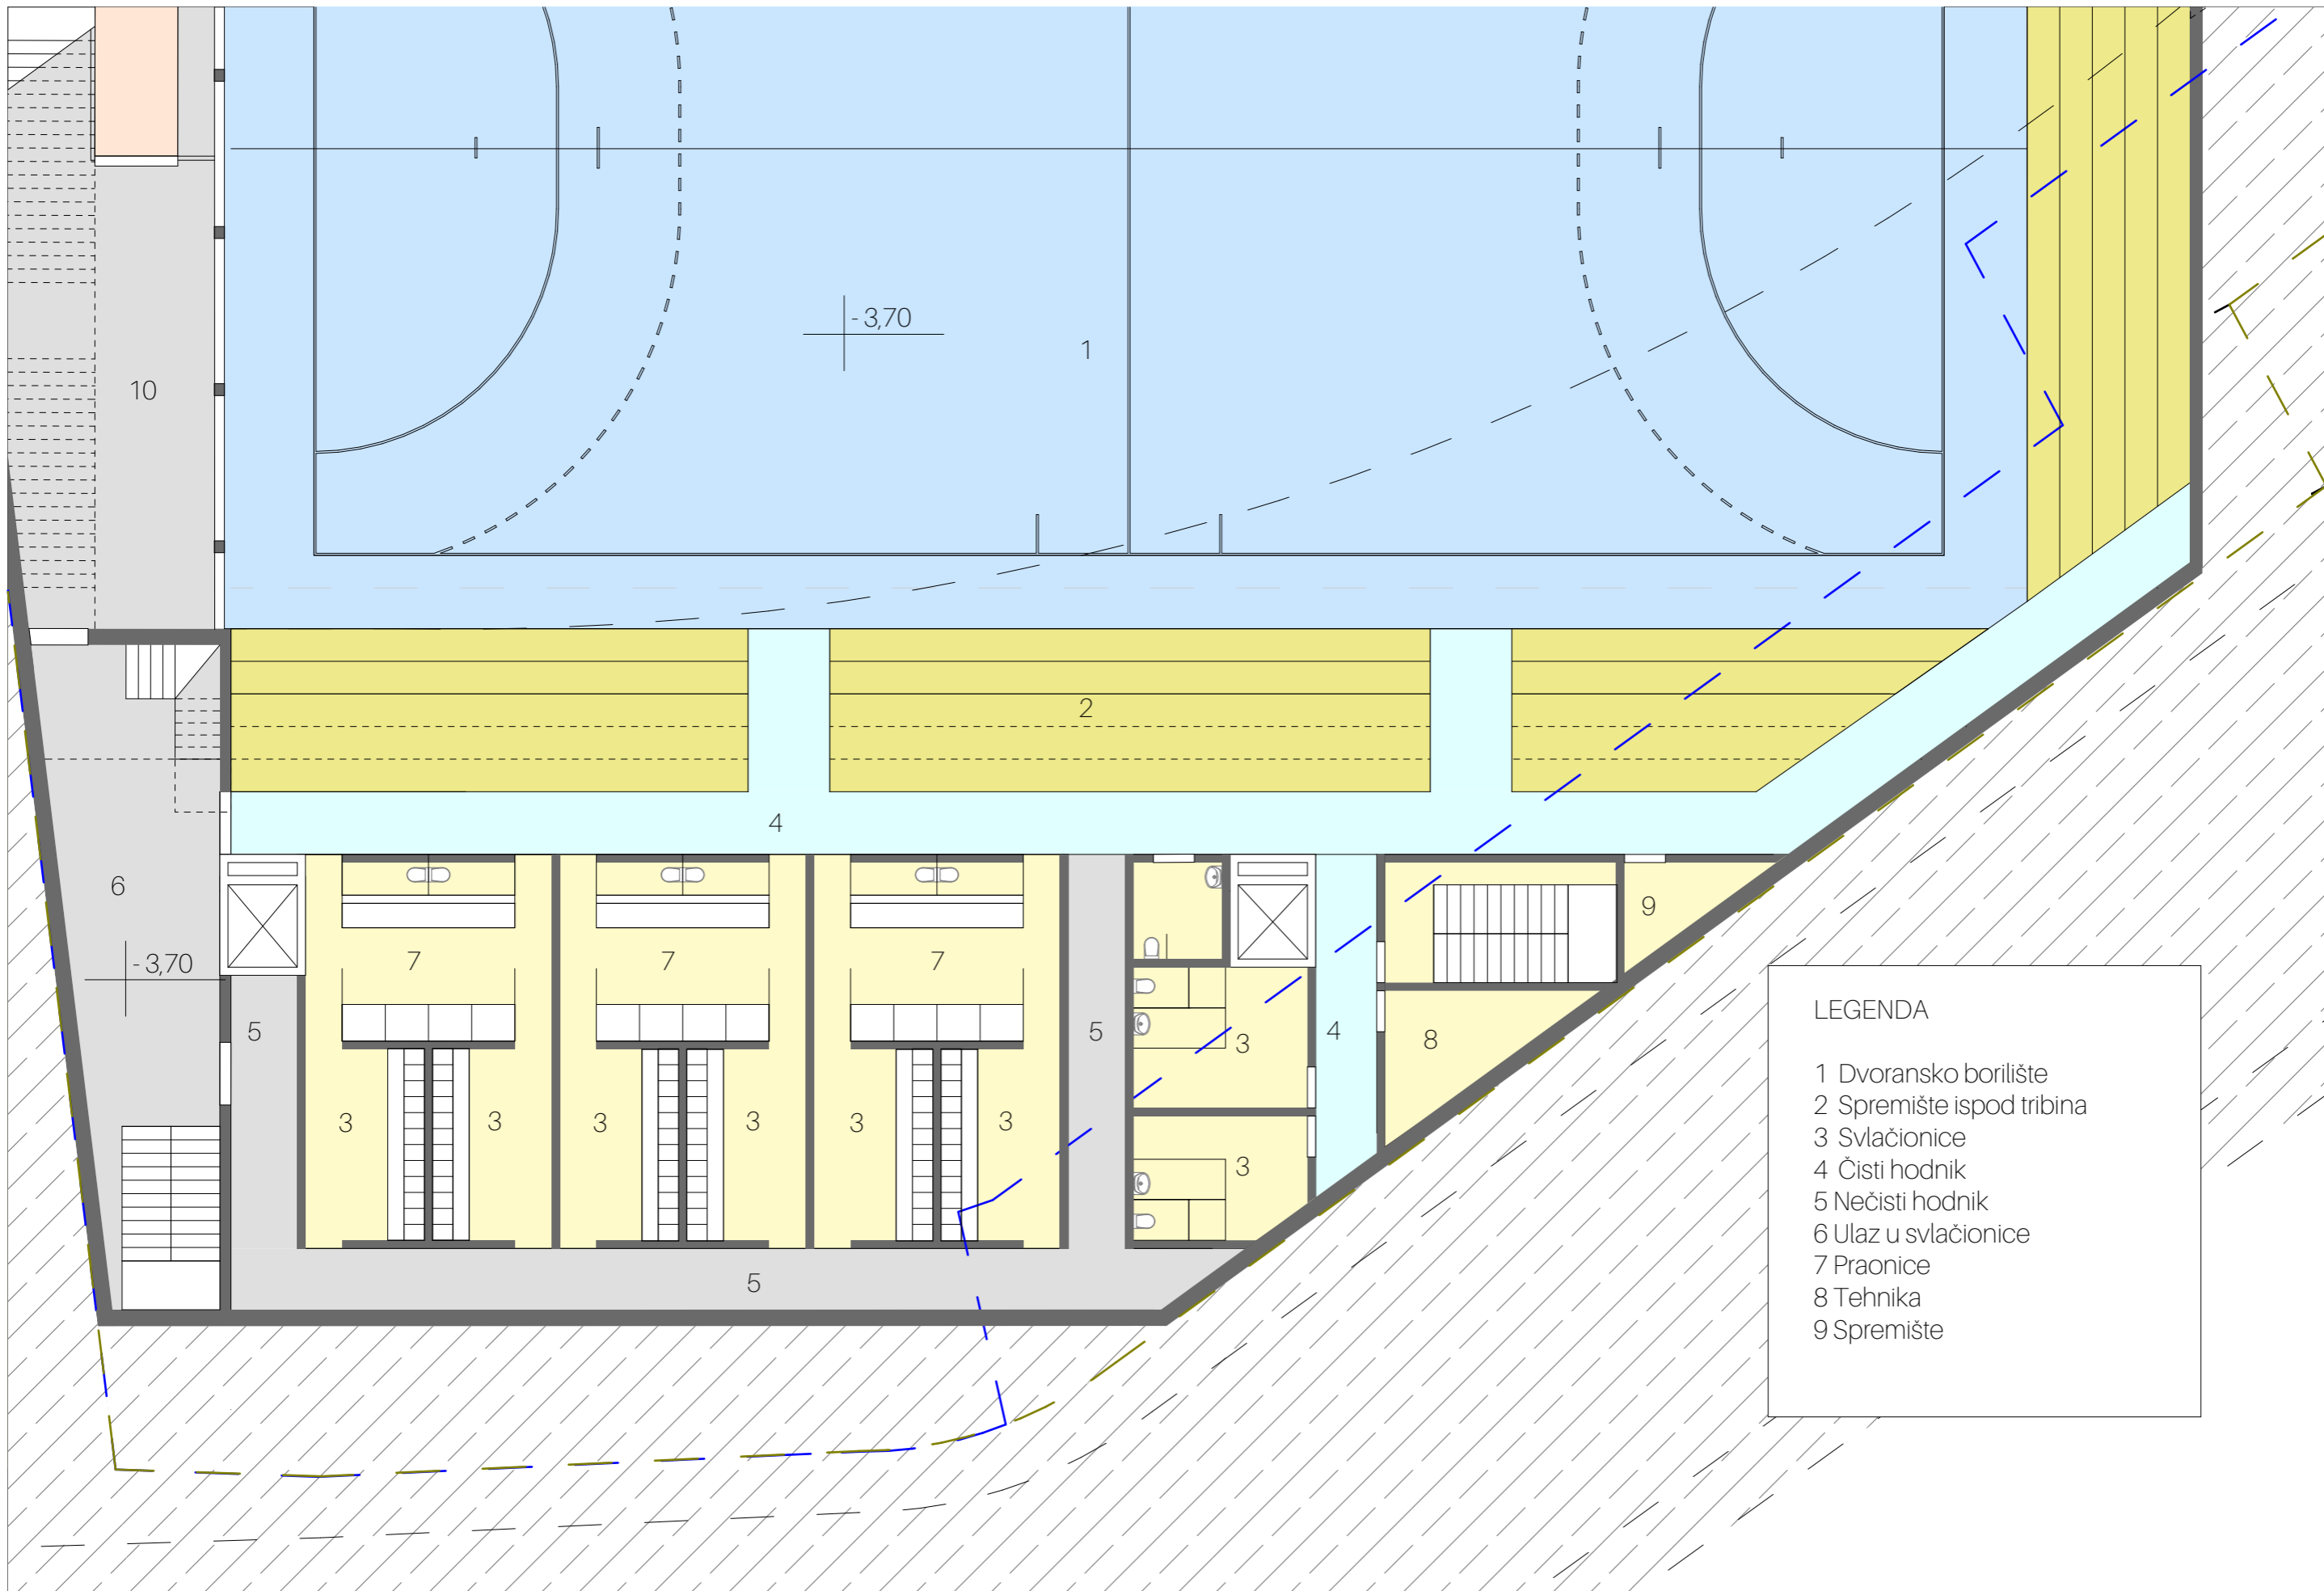 - 3,70
1
10
2
4
6
9
7
7
7
- 3,70
5
5
3
4
8
3
3
3
3
3
3
3
5
LEGENDA
1 Dvoransko borilište
2 Spremište ispod tribina
3 Svlačionice
4 Čisti hodnik
5 Nečisti hodnik
6 Ulaz u svlačionice
7 Praonice
8 Tehnika
9 Spremište